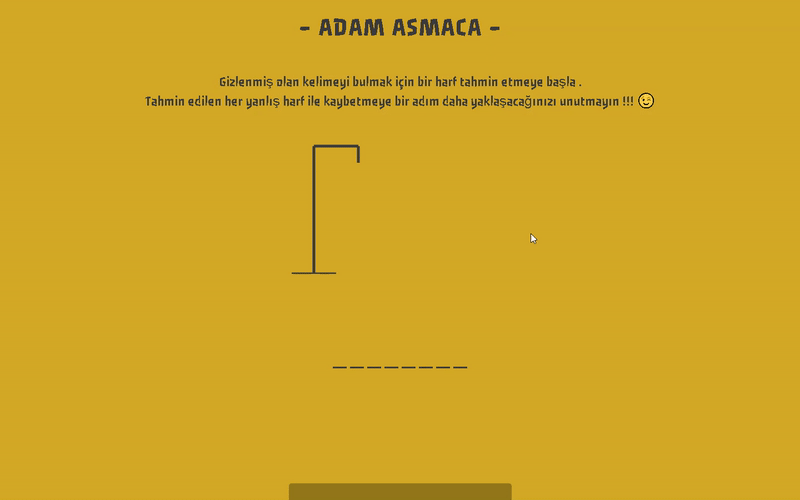 - ADAM ASMACA -
Gizlenmiş olan kelimeyi bulmak için bir harf tahmin etmeye başla .
Tahmin edilen her yanlış harf ile kaybetmeye bir adım daha yaklaşacağınızı unutmayın !!! 😉